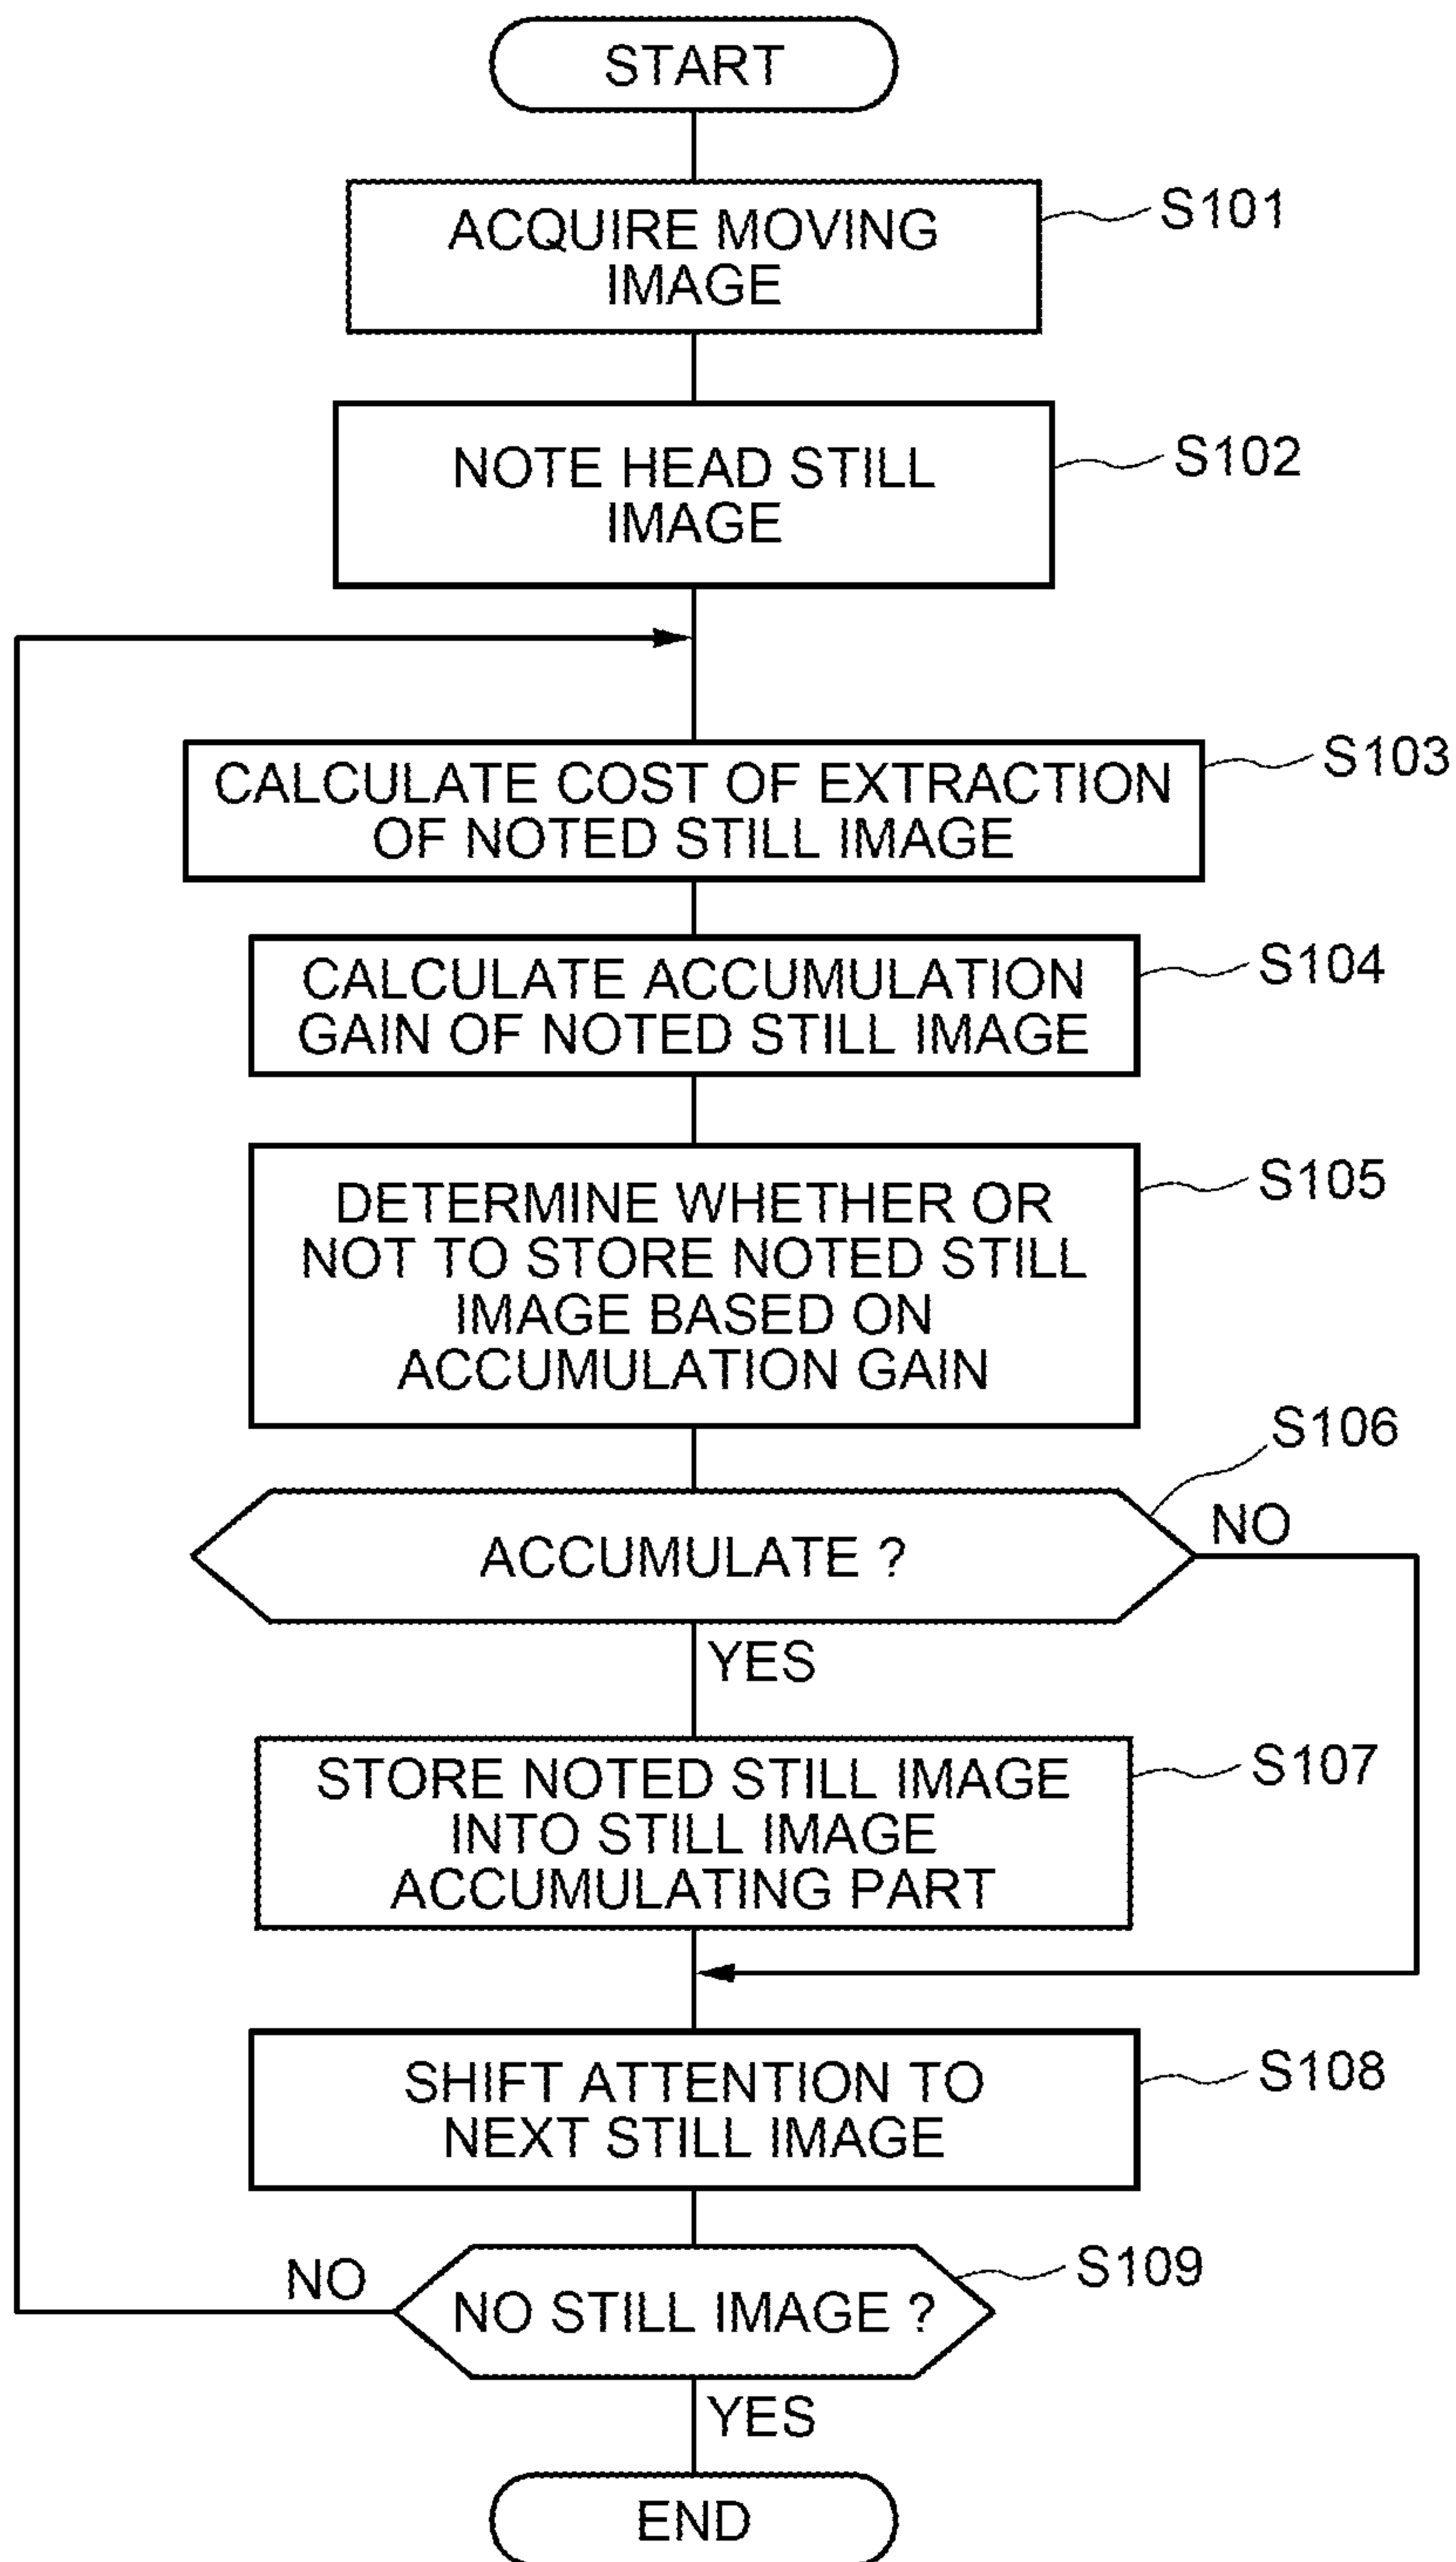 START
ACQUIRE MOVING
IMAGE
S101
NOTE HEAD STILL
IMAGE
S102
CALCULATE COST OF EXTRACTION
OF NOTED STILL IMAGE
S103
CALCULATE ACCUMULATION
GAIN OF NOTED STILL IMAGE
S104
DETERMINE WHETHER OR
NOT TO STORE NOTED STILL
IMAGE BASED ON
ACCUMULATION GAIN
S105
S106
ACCUMULATE ?
NO
YES
STORE NOTED STILL IMAGE
INTO STILL IMAGE
ACCUMULATING PART
S107
SHIFT ATTENTION TO
NEXT STILL IMAGE
S108
NO
NO STILL IMAGE ?
S109
YES
END